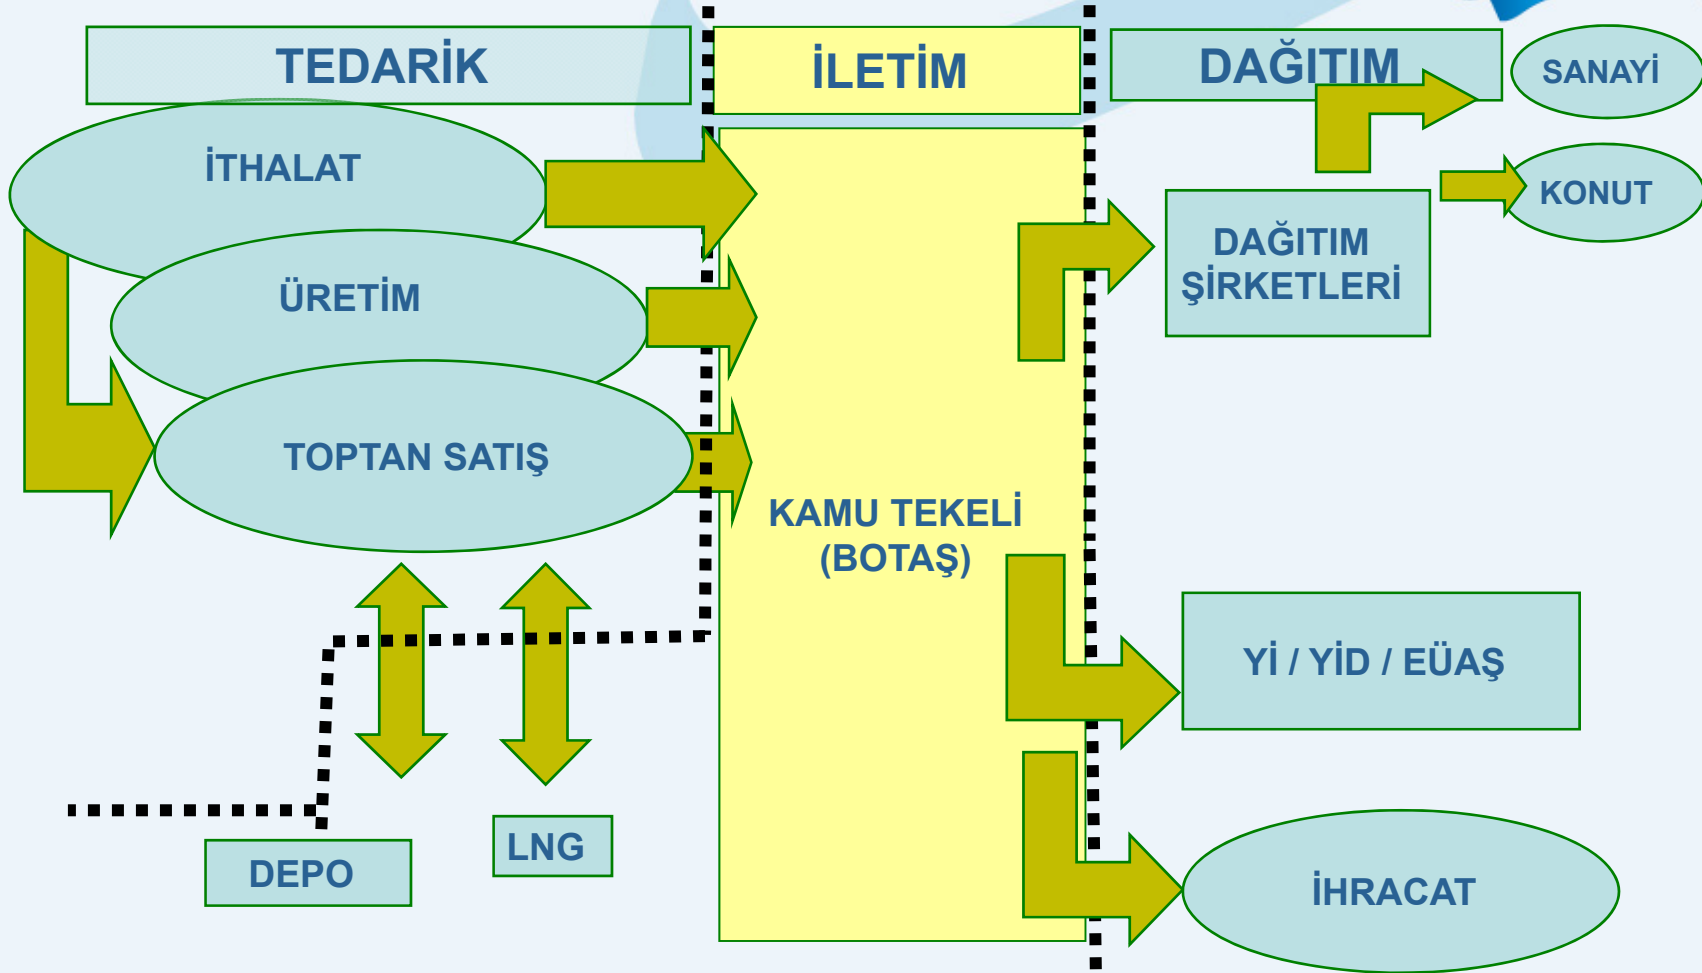 TEDARİK
İLETİM
DAĞITIM
SANAYİ
İTHALAT
KONUT
DAĞITIM
ŞİRKETLERİ
ÜRETİM
TOPTAN SATIŞ
KAMU TEKELİ
(BOTAŞ)
Yİ / YİD / EÜAŞ
LNG
DEPO
İHRACAT